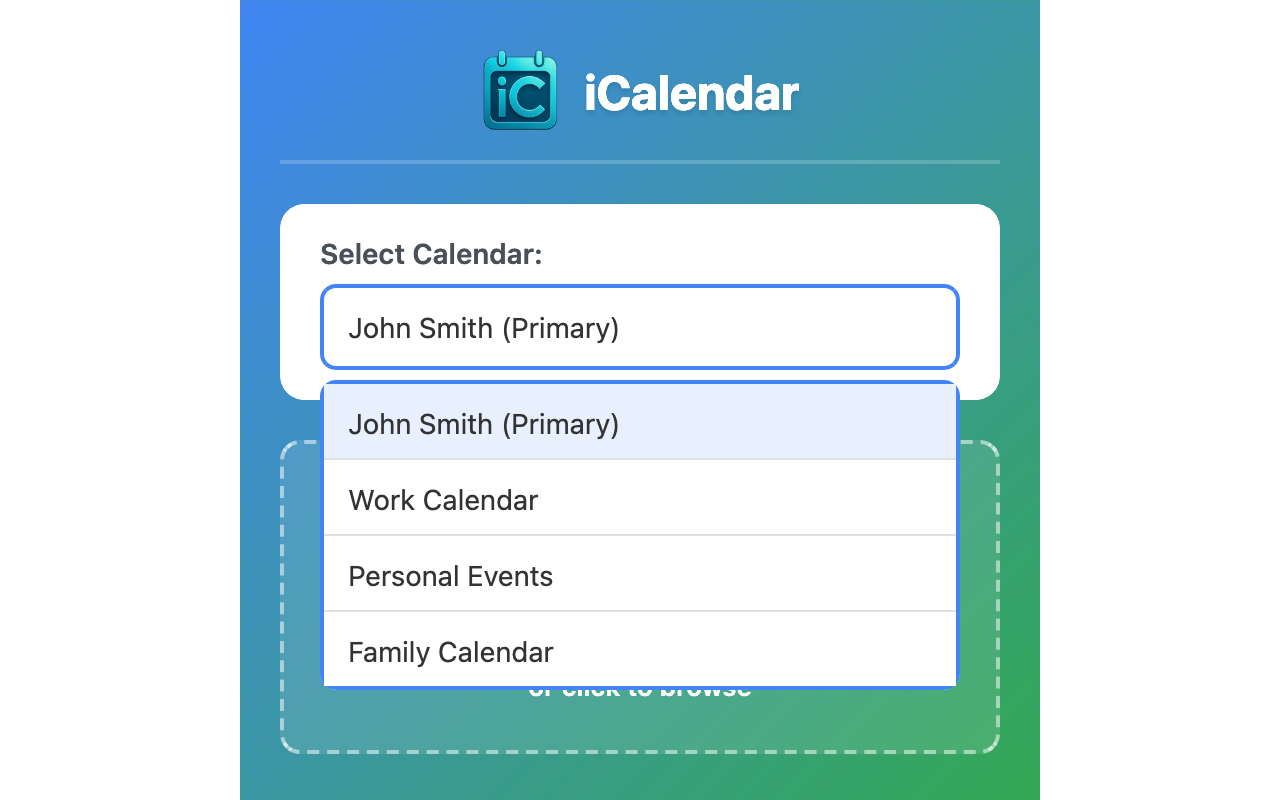 iC iCalendar
Select Calendar:
John Smith (Primary)
John Smith (Primary)
Work Calendar
Personal Events
Family Calendar
or click to browse